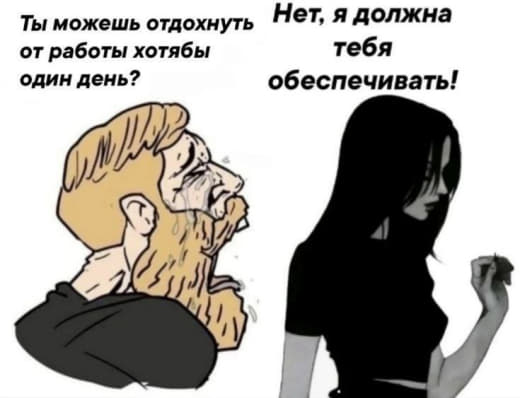 Ты можешь отдохнуть
от работы хотябы
один день?
Нет, я должна
тебя
обеспечивать!